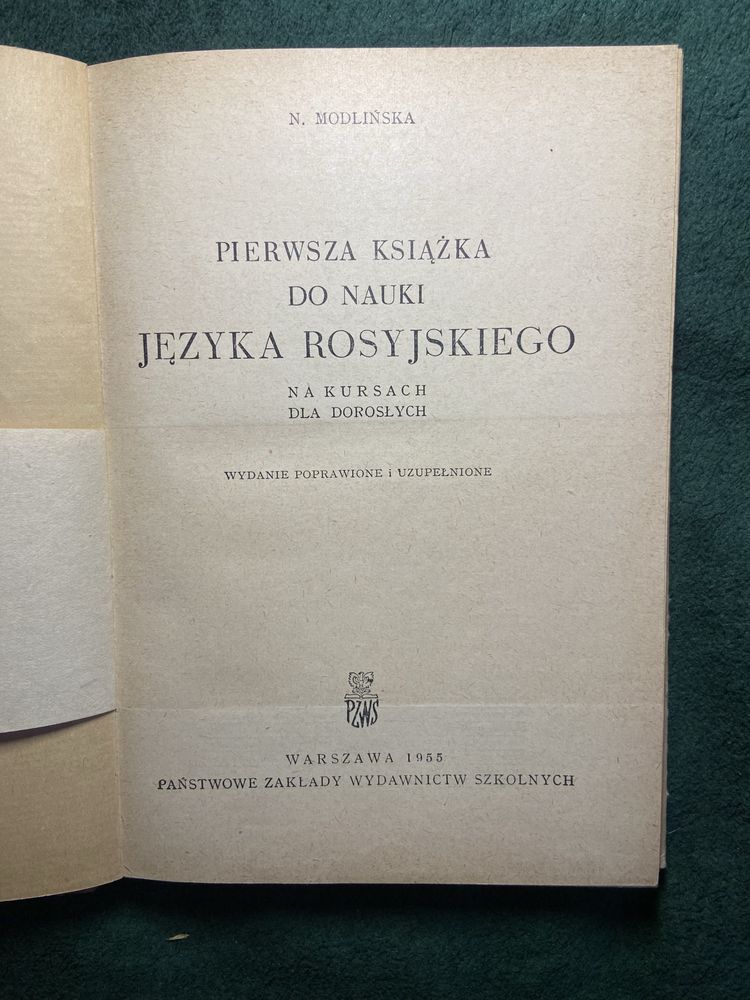 N. MODLIŃSKA
PIERWSZA KSIĄŻKA
DO NAUKI
JĘZYKA ROSYJSKIEGO
NA KURSACH
DLA DOROSŁYCH
WYDANIE POPRAWIONE i UZUPEŁNIONE
PZWS
WARSZAWA 1955
PAŃSTWOWE ZAKŁADY WYDAWNICTW SZKOLNYCH